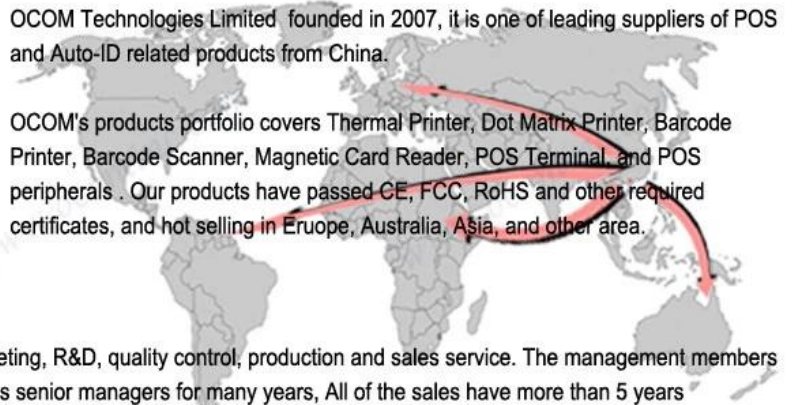 OCOM Technologies Limited founded in 2007, it is one of leading suppliers of POS
and Auto-ID related products from China.
OCOM's products portfolio covers Thermal Printer, Dot Matrix Printer, Barcode
Printer, Barcode Scanner, Magnetic Card Reader, POS Terminal, and POS
peripherals . Our products have passed CE, FCC, RoHS and other required
certificates, and hot selling in Eruope, Australia, Asia, and other area.
eting, R&D, quality control, production and sales service. The management members
s senior managers for many years, All of the sales have more than 5 years